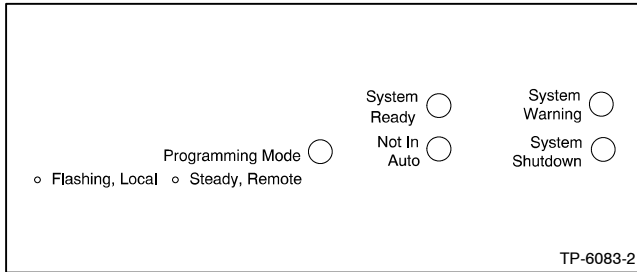 System
Ready
System
Warning
Programming Mode
Not In
Auto
System
Shutdown
Flashing, Local
Steady, Remote
TP-6083-2